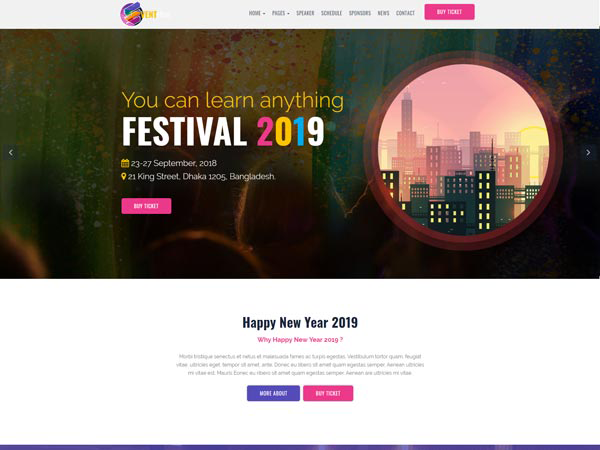 HOME PAGES SPEAKER SCHEDULE SPONSORS NEWS CONTACT BUY TICKET
You can learn anything
FESTIVAL 2019
23-27 September, 2018
21 King Street, Dhaka 1205, Bangladesh.
BUY TICKET
Happy New Year 2019
Why Happy New Year 2019 ?
Morbi tristique senectus et netus et malesuada fames ac turpis egestas. Vestibulum tortor quam, feugiat
vitae, ultricies eget, tempor sit amet, ante. Donec eu libero sit amet quam egestas semper. Aenean ultricies
mi vitae est. Mauris Eonec eu libero sit amet quam egestas semper. Aenean are ultricies mi vitae.
MORE ABOUT BUY TICKET